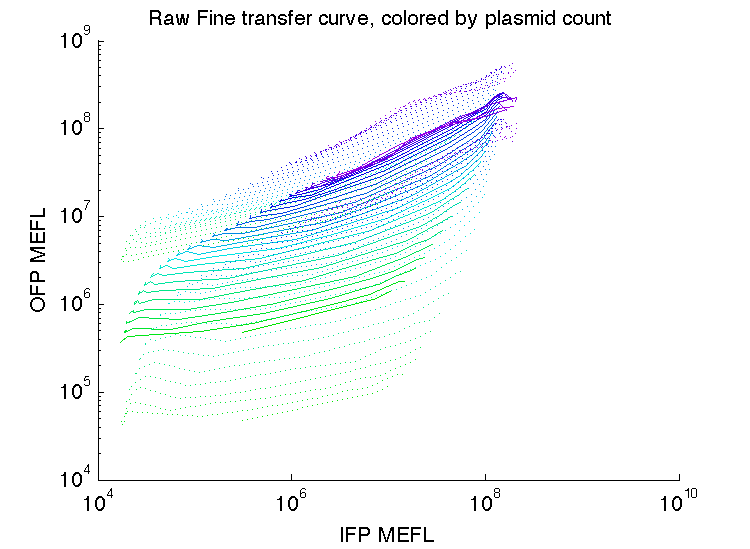 Raw Fine transfer curve, colored by plasmid count
10^9
10^8
10^7
10^6
10^5
10^4
OFP MEFL
10^4 10^6 10^8 10^10
IFP MEFL